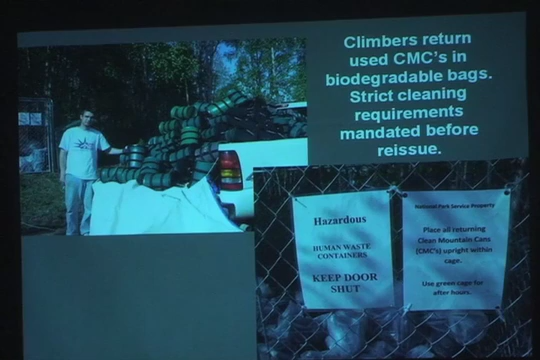 Climbers return
used CMC's in
biodegradable bags.
Strict cleaning
requirements
mandated before
reissue.
Hazardous
HUMAN WASTE
CONTAINERS
KEEP DOOR
SHUT
National Park Service Property
Place all returning
Clean Mountain Cans
(CMC's) upright within
cage.
Use green cage for
after hours.